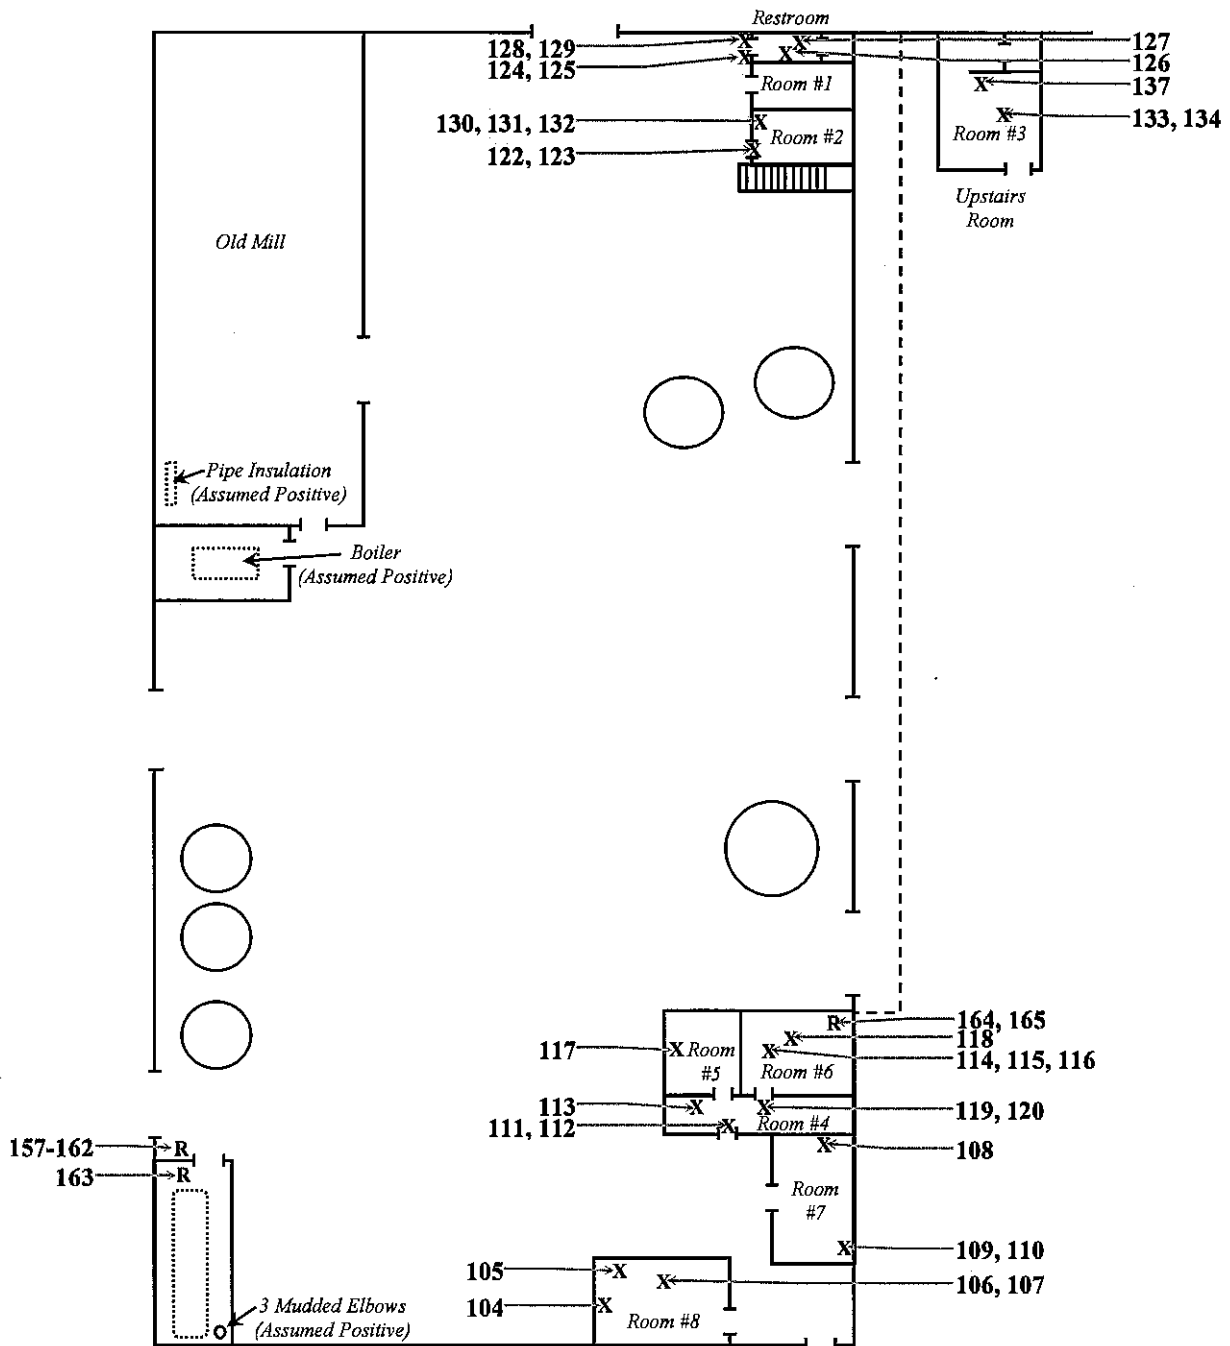 Restroom
128, 129 X X 127
124, 125 X X 126
Room #1
X 137
130, 131, 132 X
X 133, 134
Room #2
Room #3
122, 123 X
Upstairs
Room
Old Mill
Pipe Insulation
(Assumed Positive)
Boiler
(Assumed Positive)
R 164, 165
X 118
117 X Room
#5
X 114, 115, 116
Room #6
113 X
X 119, 120
111, 112 X
Room #4
X 108
157-162 R
163 R
Room
#7
X 109, 110
105 X
X 106, 107
104 X
Room #8
3 Mudded Elbows
(Assumed Positive)